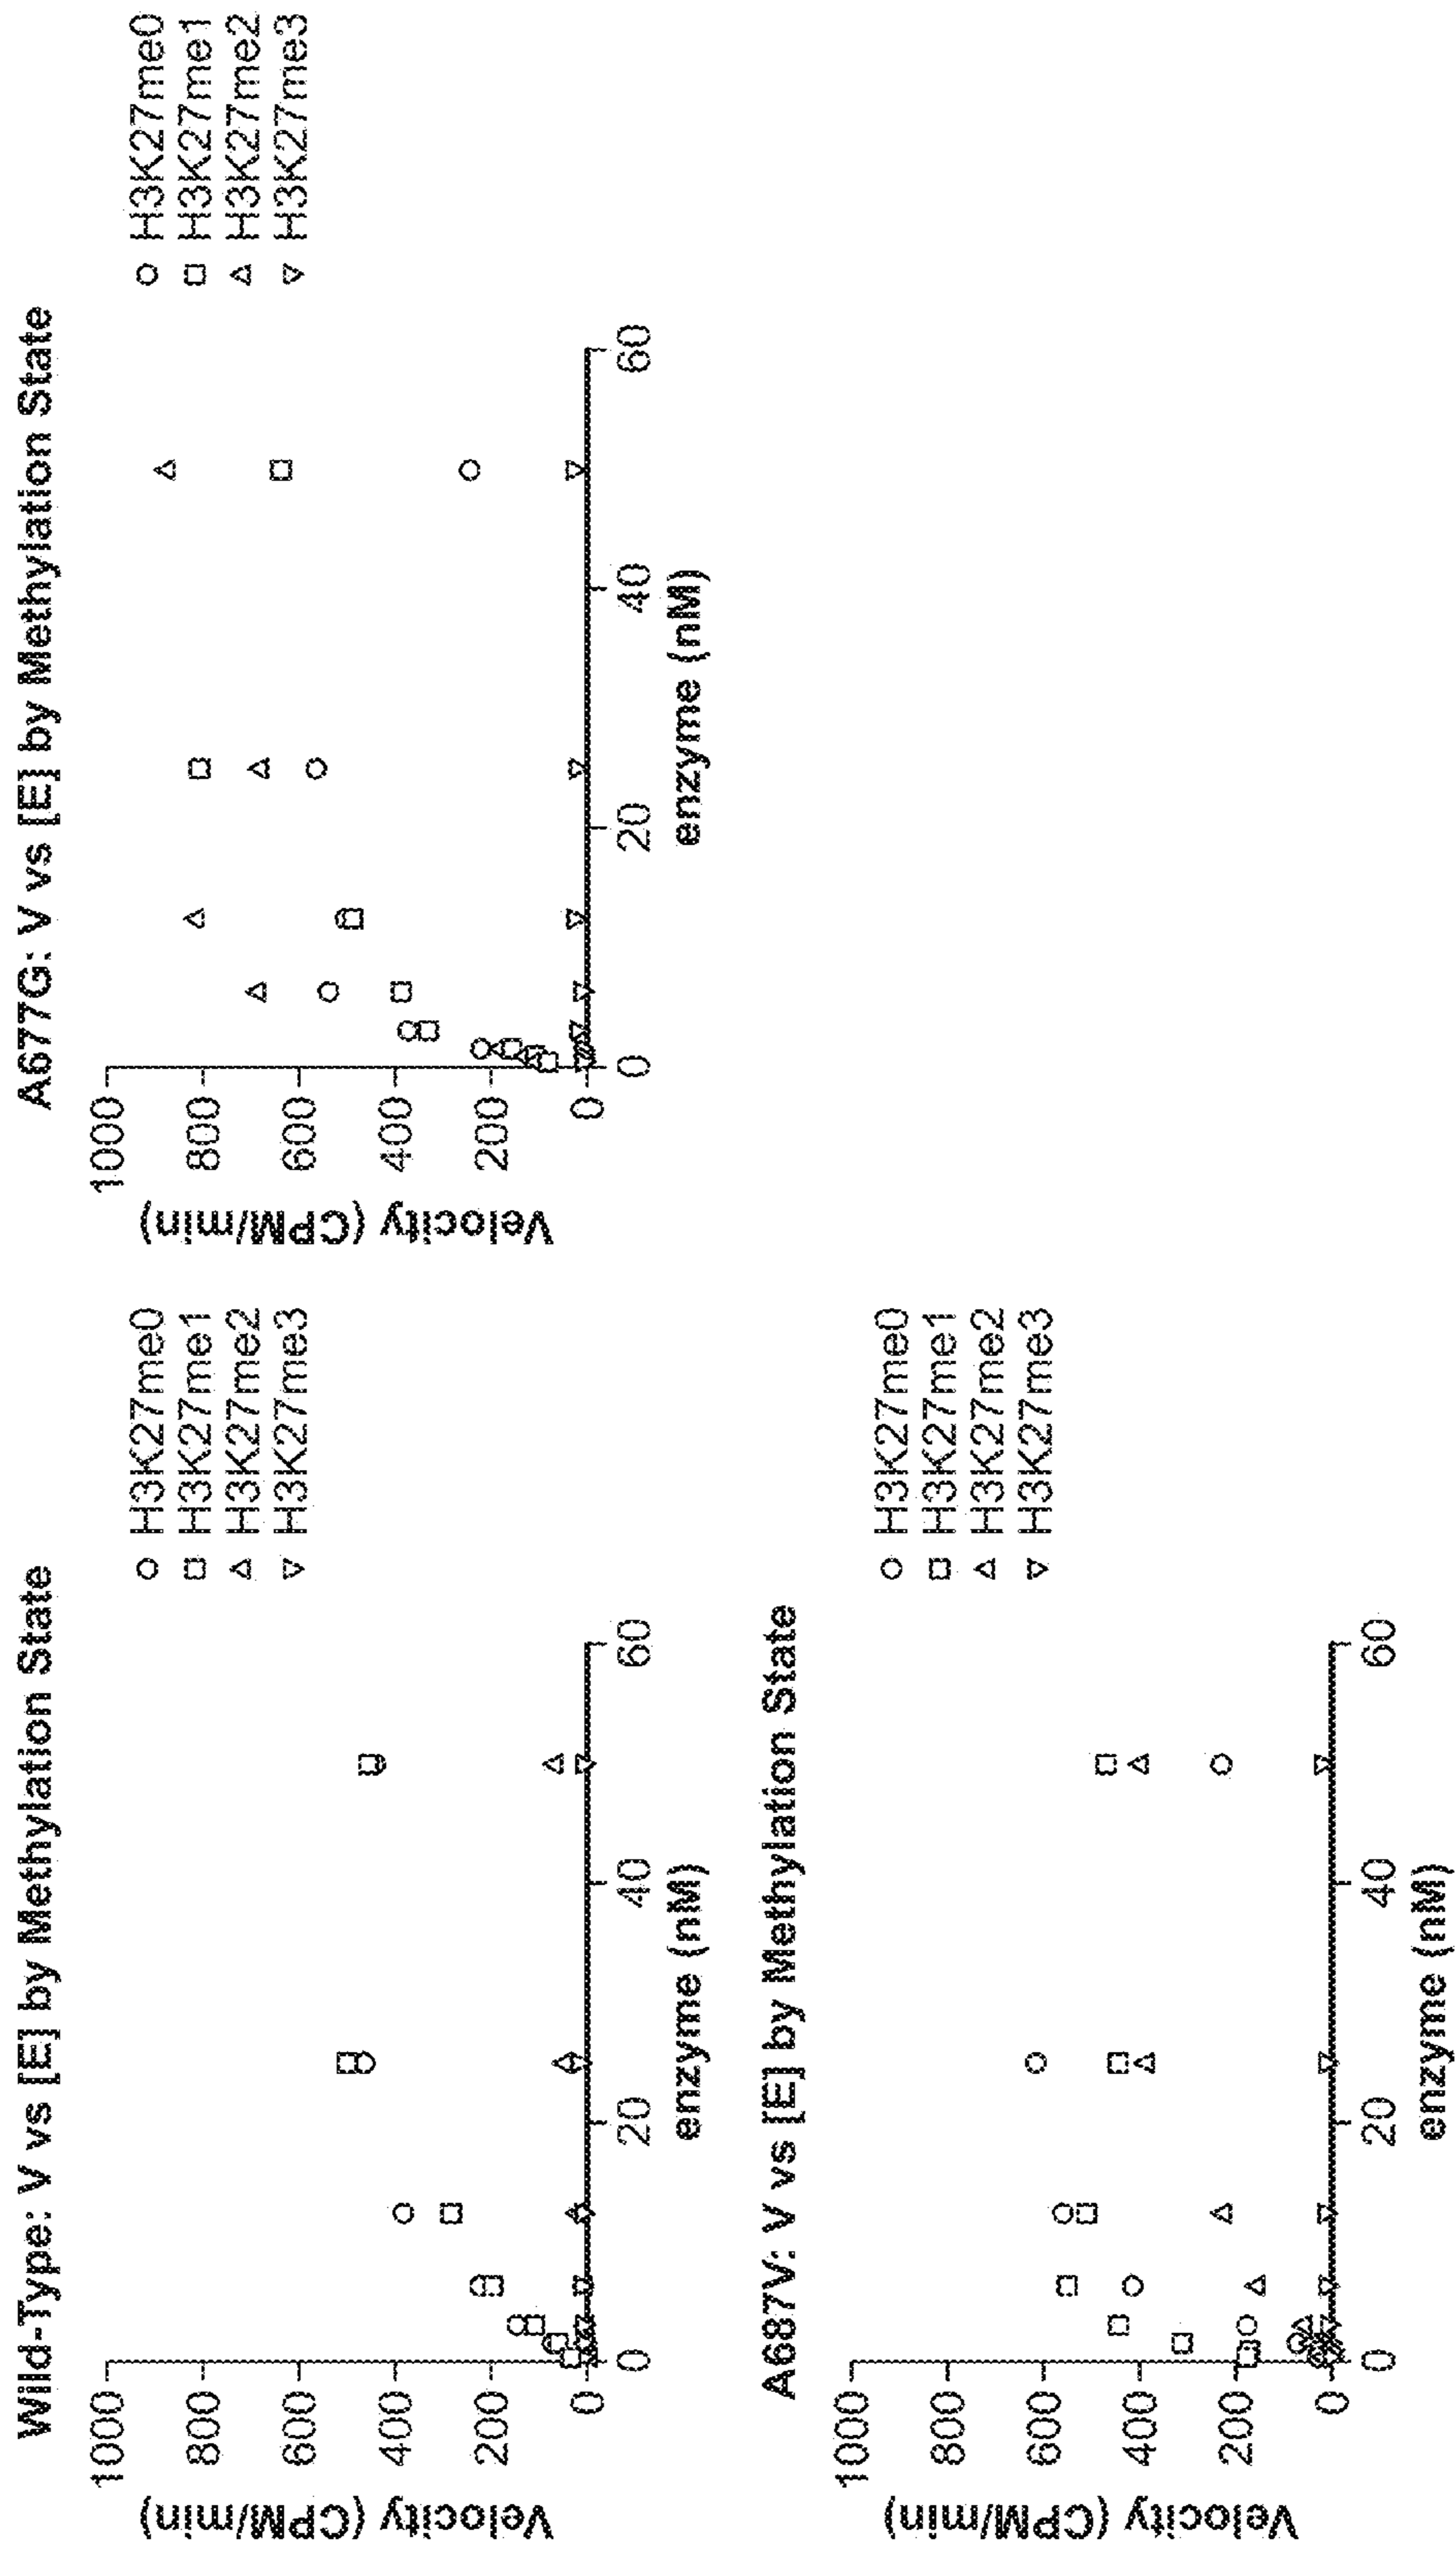 Wild-Type: V vs [E] by Methylation State
Velocity (CPM/min)
1000
800
600
400
200
0
0
20
40
60
enzyme (nM)
H3K27me0
H3K27me1
H3K27me2
H3K27me3
A677G: V vs [E] by Methylation State
Velocity (CPM/min)
1000
800
600
400
200
0
0
20
40
60
enzyme (nM)
H3K27me0
H3K27me1
H3K27me2
H3K27me3
A687V: V vs [E] by Methylation State
Velocity (CPM/min)
1000
800
600
400
200
0
0
20
40
60
enzyme (nM)
H3K27me0
H3K27me1
H3K27me2
H3K27me3